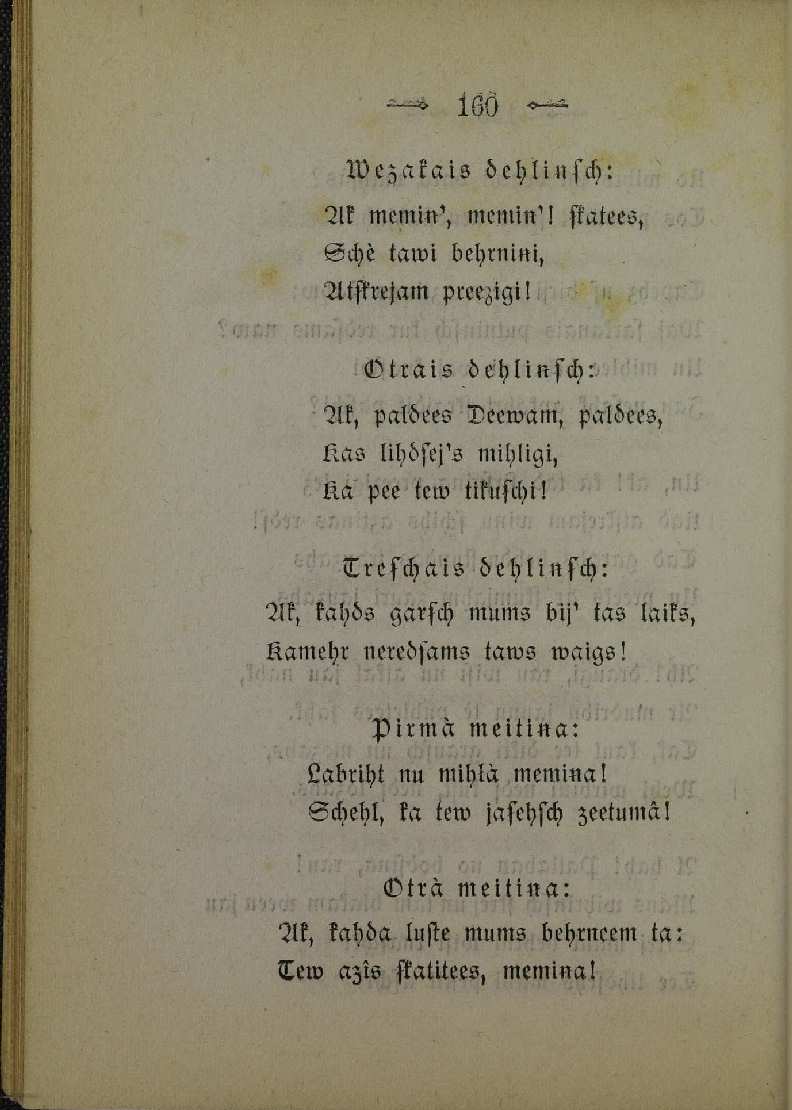 160
Wezakais dehlinſch:
Ak memin', memin'! ſkatees,
Schè tawi behrnini,
Atſkrejam preezigi!
Otrais dehlinſch:
Ak, paldees Deewam, paldees,
Kas lihdſej's mihligi,
Ka pee tew tikuſchi!
Treſchais dehlinſch:
Ak, kahds garſch mums bij' tas laiks,
Kamehr neredſams taws waigs!
Pirmà meitina:
Labriht nu mihlà memina!
Schehl, ka tew jaſehſch zeetumâ!
Otrà meitina:
Ak, kahda luſte mums behrneem ta:
Tew azîs ſkatitees, memina!